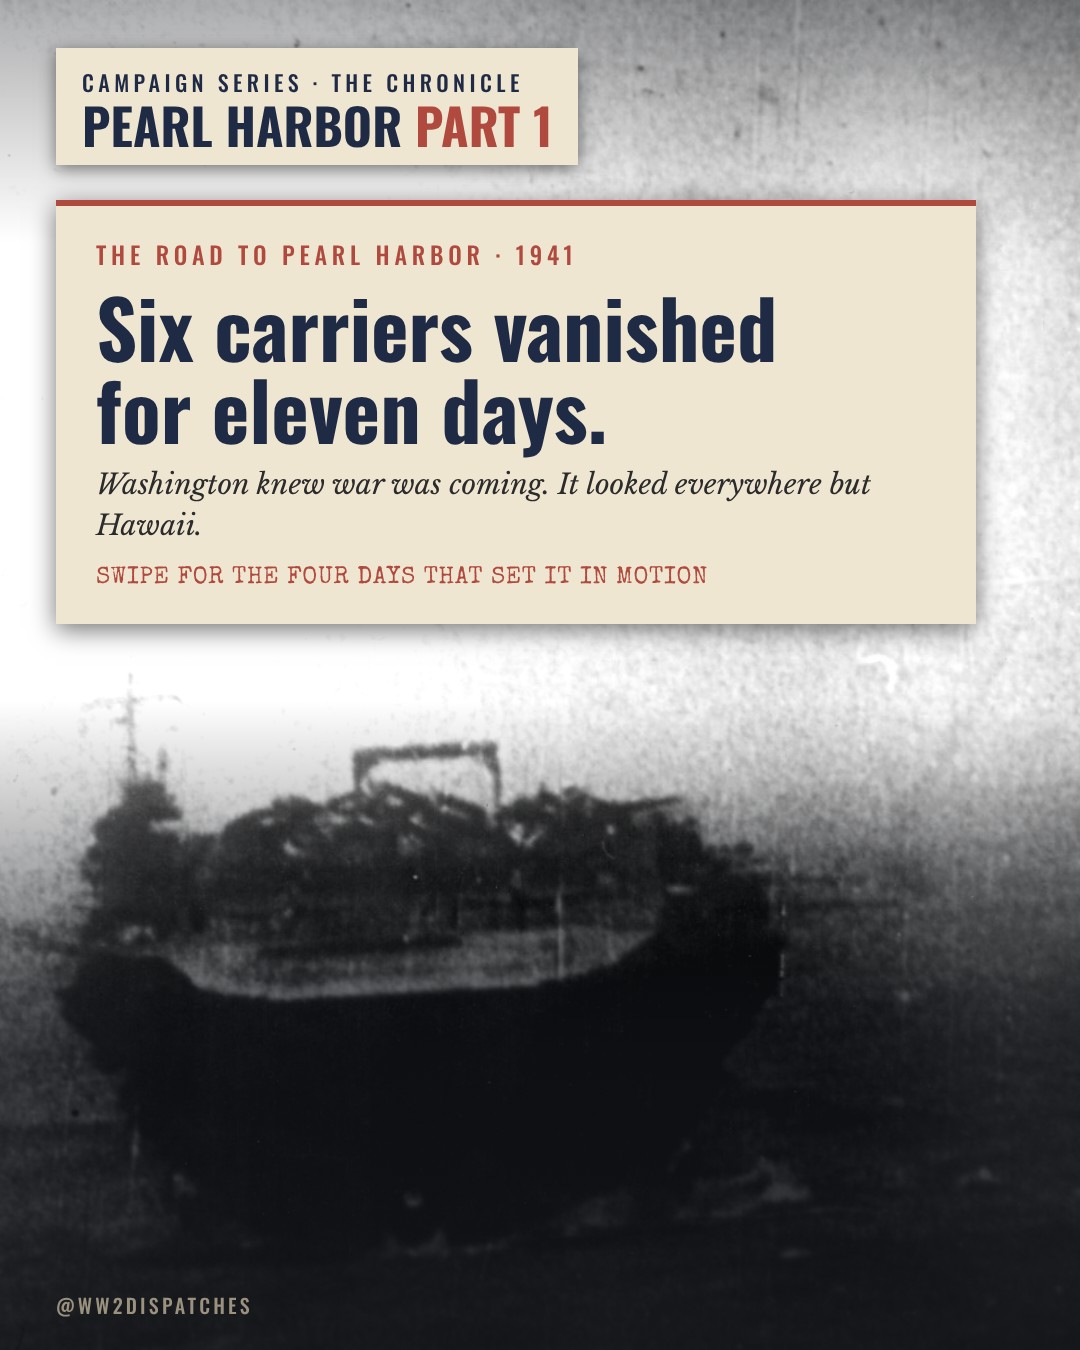 CAMPAIGN SERIES · THE CHRONICLE
PEARL HARBOR PART 1
THE ROAD TO PEARL HARBOR · 1941
Six carriers vanished
for eleven days.
Washington knew war was coming. It looked everywhere but
Hawaii.
SWIPE FOR THE FOUR DAYS THAT SET IT IN MOTION
@WW2DISPATCHES